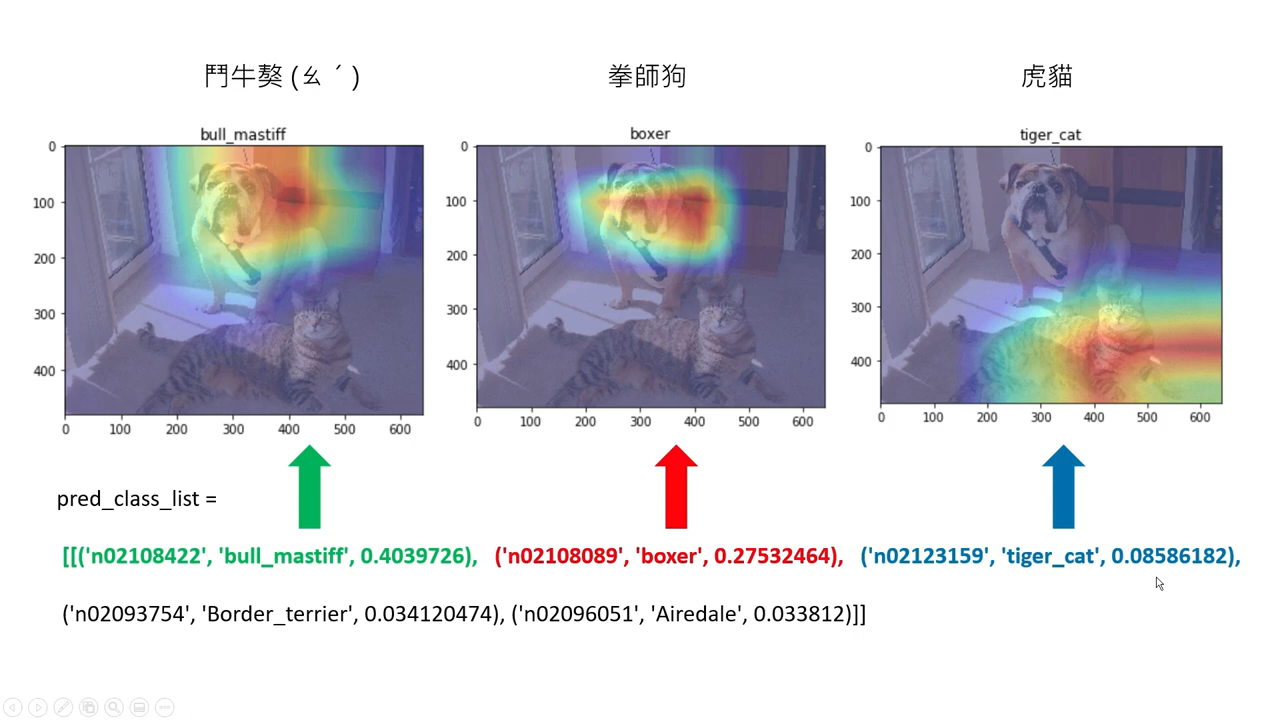 鬥牛獒 (ㄠˊ)
拳師狗
虎貓
bull_mastiff
boxer
tiger_cat
0
100
200
300
400
0 100 200 300 400 500 600
0
100
200
300
400
0 100 200 300 400 500 600
0
100
200
300
400
0 100 200 300 400 500 600
pred_class_list =
[[('n02108422', 'bull_mastiff', 0.4039726), ('n02108089', 'boxer', 0.27532464), ('n02123159', 'tiger_cat', 0.08586182),
('n02093754', 'Border_terrier', 0.034120474), ('n02096051', 'Airedale', 0.033812)]]